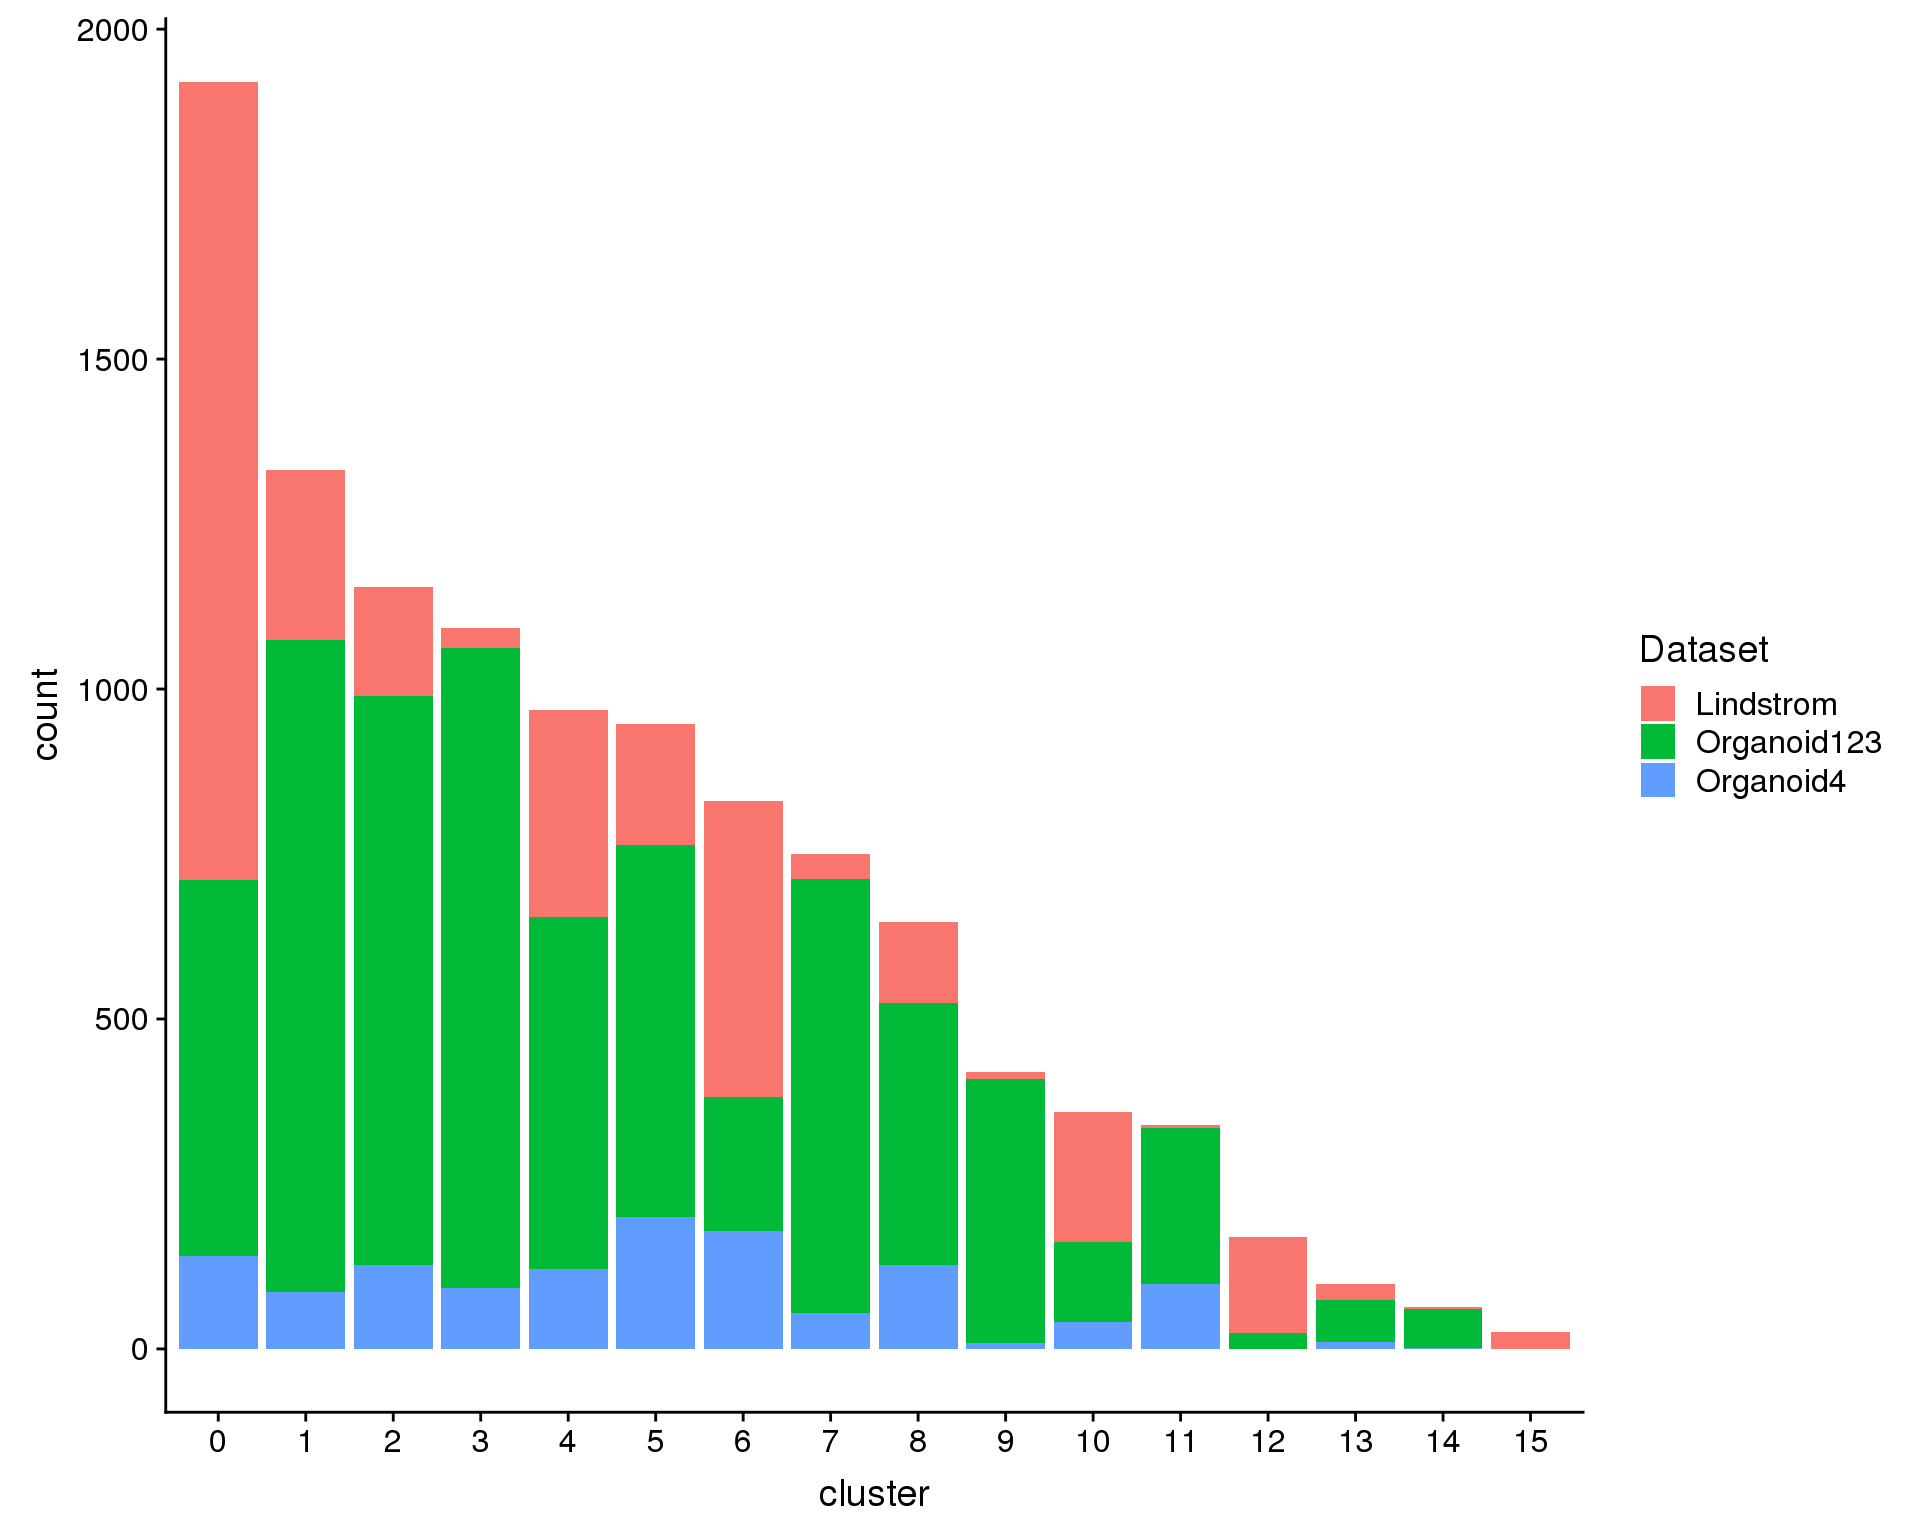 2000
1500
1000
500
0
count
0 1 2 3 4 5 6 7 8 9 10 11 12 13 14 15
cluster
Dataset
Lindstrom
Organoid123
Organoid4